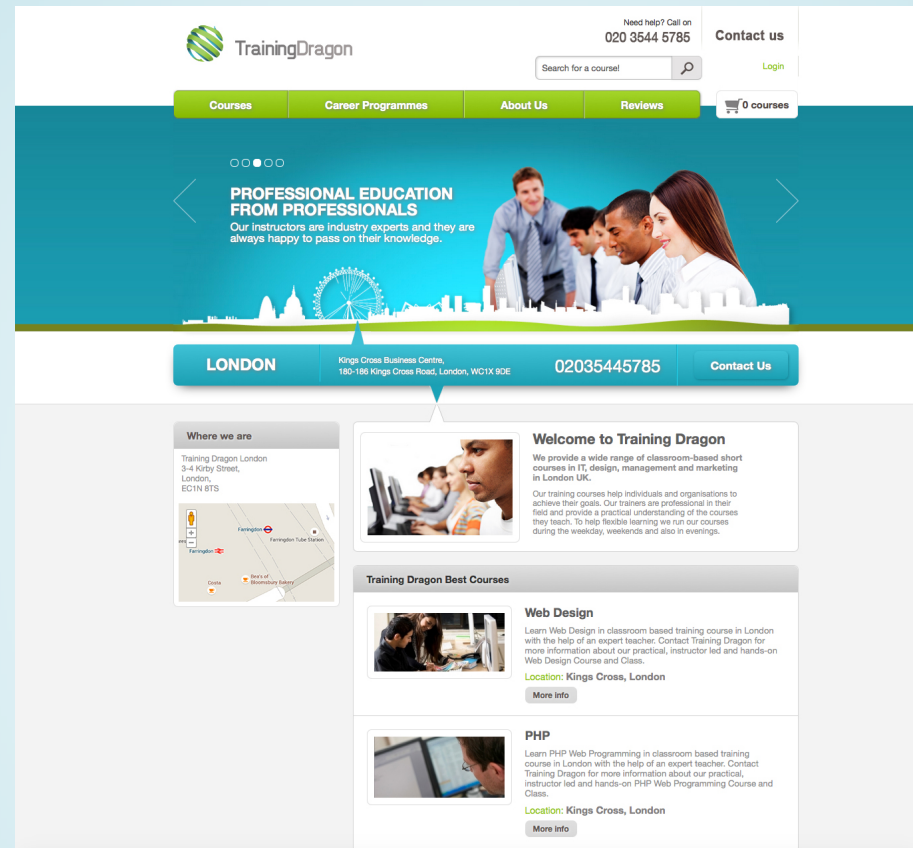 Need help? Call on
020 3544 5785
Contact us
TrainingDragon
Search for a course!
Login
Courses
Career Programmes
About Us
Reviews
0 courses
PROFESSIONAL EDUCATION
FROM PROFESSIONALS
Our instructors are industry experts and they are
always happy to pass on their knowledge.
LONDON
Kings Cross Business Centre,
180-186 Kings Cross Road, London, WC1X 9DE
02035445785
Contact Us
Where we are
Training Dragon London
3-4 Kirby Street,
London,
EC1N 8TS
Farringdon
Farringdon Tube Station
Farringdon
Costa
Bea's of
Bloomsbury Bakery
Welcome to Training Dragon
We provide a wide range of classroom-based short
courses in IT, design, management and marketing
in London UK.
Our training courses help individuals and organisations to
achieve their goals. Our trainers are professional in their
field and provide a practical understanding of the courses
they teach. To help flexible learning we run our courses
during the weekday, weekends and also in evenings.
Training Dragon Best Courses
Web Design
Learn Web Design in classroom based training course in London
with the help of an expert teacher. Contact Training Dragon for
more information about our practical, instructor led and hands-on
Web Design Course and Class.
Location: Kings Cross, London
More info
PHP
Learn PHP Web Programming in classroom based training
course in London with the help of an expert teacher. Contact
Training Dragon for more information about our practical,
instructor led and hands-on PHP Web Programming Course and
Class.
Location: Kings Cross, London
More info